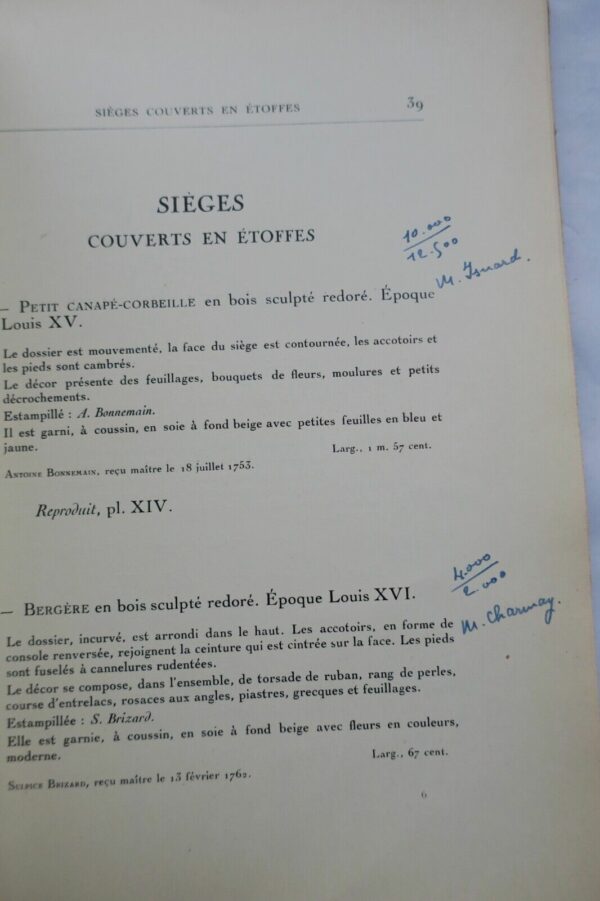 SIÈGES COUVERTS EN ÉTOFFES 39
SIÈGES
COUVERTS EN ÉTOFFES
10.000
12.500
M. Isnard.
— PETIT CANAPÉ-CORBEILLE en bois sculpté redoré. Époque
Louis XV.
Le dossier est mouvementé, la face du siège est contournée, les accotoirs et
les pieds sont cambrés.
Le décor présente des feuillages, bouquets de fleurs, moulures et petits
décrochements.
Estampillé : A. Bonnemain.
Il est garni, à coussin, en soie à fond beige avec petites feuilles en bleu et
jaune. Larg., 1 m. 57 cent.
ANTOINE BONNEMAIN, reçu maître le 18 juillet 1753.
Reproduit, pl. XIV.
4.000
2.000
M. Charmay.
— BERGÈRE en bois sculpté redoré. Époque Louis XVI.
Le dossier, incurvé, est arrondi dans le haut. Les accotoirs, en forme de
console renversée, rejoignent la ceinture qui est cintrée sur la face. Les pieds
sont fuselés à cannelures rudentées.
Le décor se compose, dans l'ensemble, de torsade de ruban, rang de perles,
course d'entrelacs, rosaces aux angles, piastres, grecques et feuillages.
Estampillée : S. Brizard.
Elle est garnie, à coussin, en soie à fond beige avec fleurs en couleurs,
moderne. Larg., 67 cent.
SULPICE BRIZARD, reçu maître le 13 février 1762.
6